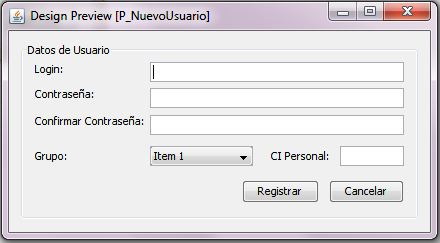 Design Preview [P_NuevoUsuario]
Datos de Usuario
Login:
Contraseña:
Confirmar Contraseña:
Grupo: Item 1 CI Personal:
Registrar Cancelar